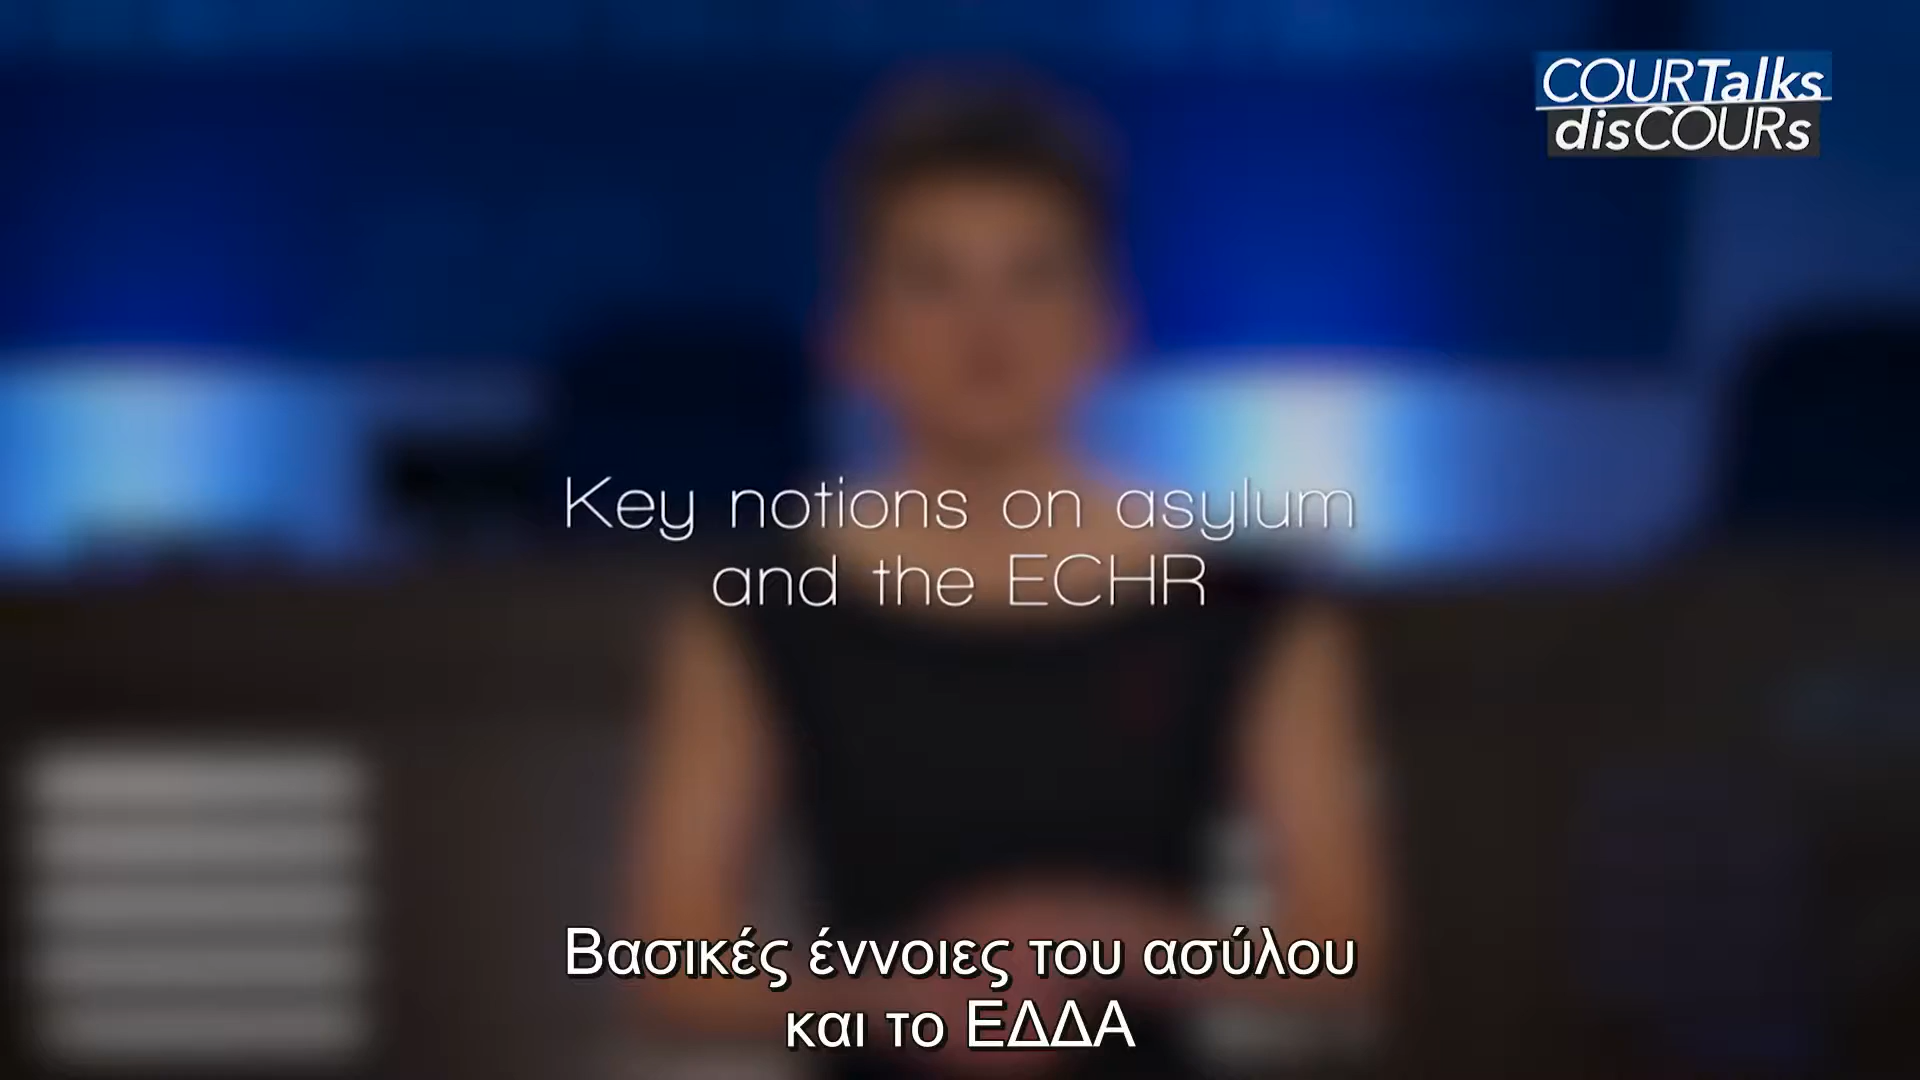 COURTalks
disCOURs
Key notions on asylum
and the ECHR
Βασικές έννοιες του ασύλου
και το ΕΔΔΑ